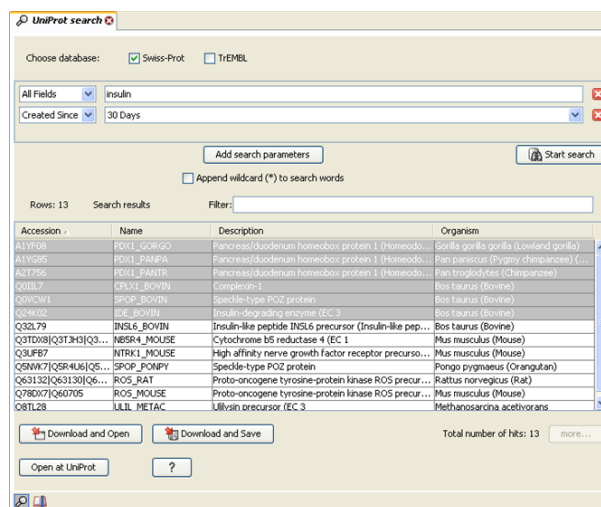 UniProt search
Choose database: Swiss-Prot TrEMBL
All Fields insulin
Created Since 30 Days
Add search parameters Start search
Append wildcard (*) to search words
Rows: 13 Search results Filter:
Accession Name Description Organism
A1YF08 PDX1_GORGO Pancreas/duodenum homeobox protein 1 (Homeodo... Gorilla gorilla gorilla (Lowland gorilla)
A1YG85 PDX1_PANPA Pancreas/duodenum homeobox protein 1 (Homeodo... Pan paniscus (Pygmy chimpanzee) (...
A2T756 PDX1_PANTR Pancreas/duodenum homeobox protein 1 (Homeodo... Pan troglodytes (Chimpanzee)
Q0IIL7 CPLX1_BOVIN Complexin-1 Bos taurus (Bovine)
Q0VCW1 SPOP_BOVIN Speckle-type POZ protein Bos taurus (Bovine)
Q24K02 IDE_BOVIN Insulin-degrading enzyme (EC 3 Bos taurus (Bovine)
Q32L79 INSL6_BOVIN Insulin-like peptide INSL6 precursor (Insulin-like pep... Bos taurus (Bovine)
Q3TDX8|Q3TJH3|Q3... NB5R4_MOUSE Cytochrome b5 reductase 4 (EC 1 Mus musculus (Mouse)
Q3UFB7 NTRK1_MOUSE High affinity nerve growth factor receptor precurso... Mus musculus (Mouse)
Q5NVK7|Q5R4U6|Q5... SPOP_PONPY Speckle-type POZ protein Pongo pygmaeus (Orangutan)
Q63132|Q63130|Q6... ROS_RAT Proto-oncogene tyrosine-protein kinase ROS precur... Rattus norvegicus (Rat)
Q78DX7|Q60705 ROS_MOUSE Proto-oncogene tyrosine-protein kinase ROS precur... Mus musculus (Mouse)
Q8TL28 ULIL_METAC Ulilysin precursor (EC 3 Methanosarcina acetivorans
Download and Open Download and Save Total number of hits: 13 more...
Open at UniProt ?